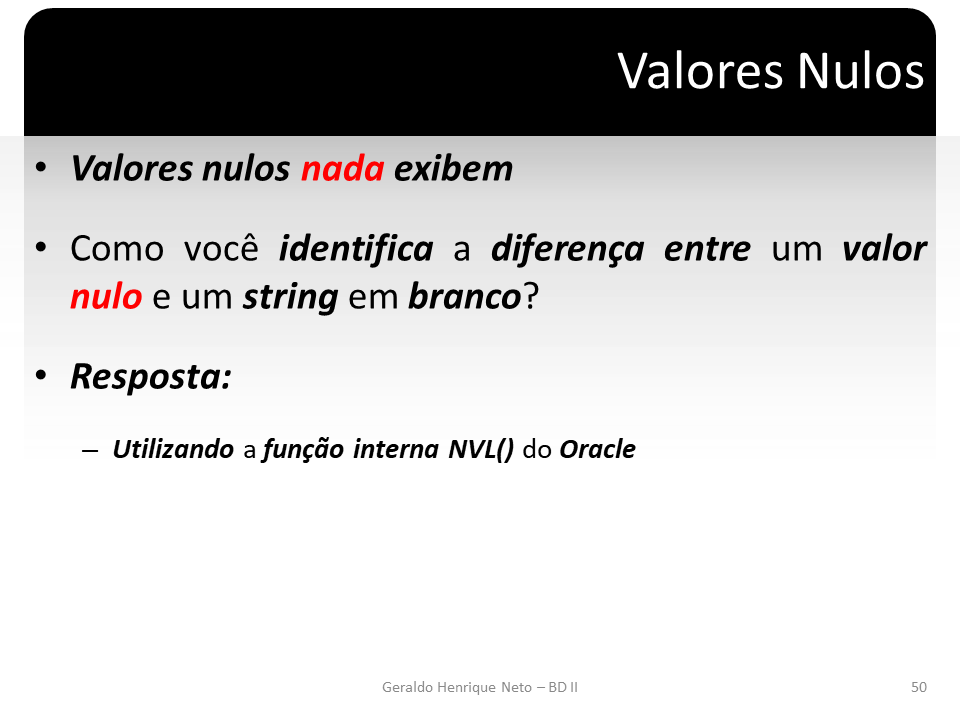 Valores Nulos
• Valores nulos nada exibem
• Como você identifica a diferença entre um valor
nulo e um string em branco?
• Resposta:
– Utilizando a função interna NVL() do Oracle
Geraldo Henrique Neto – BD II
50